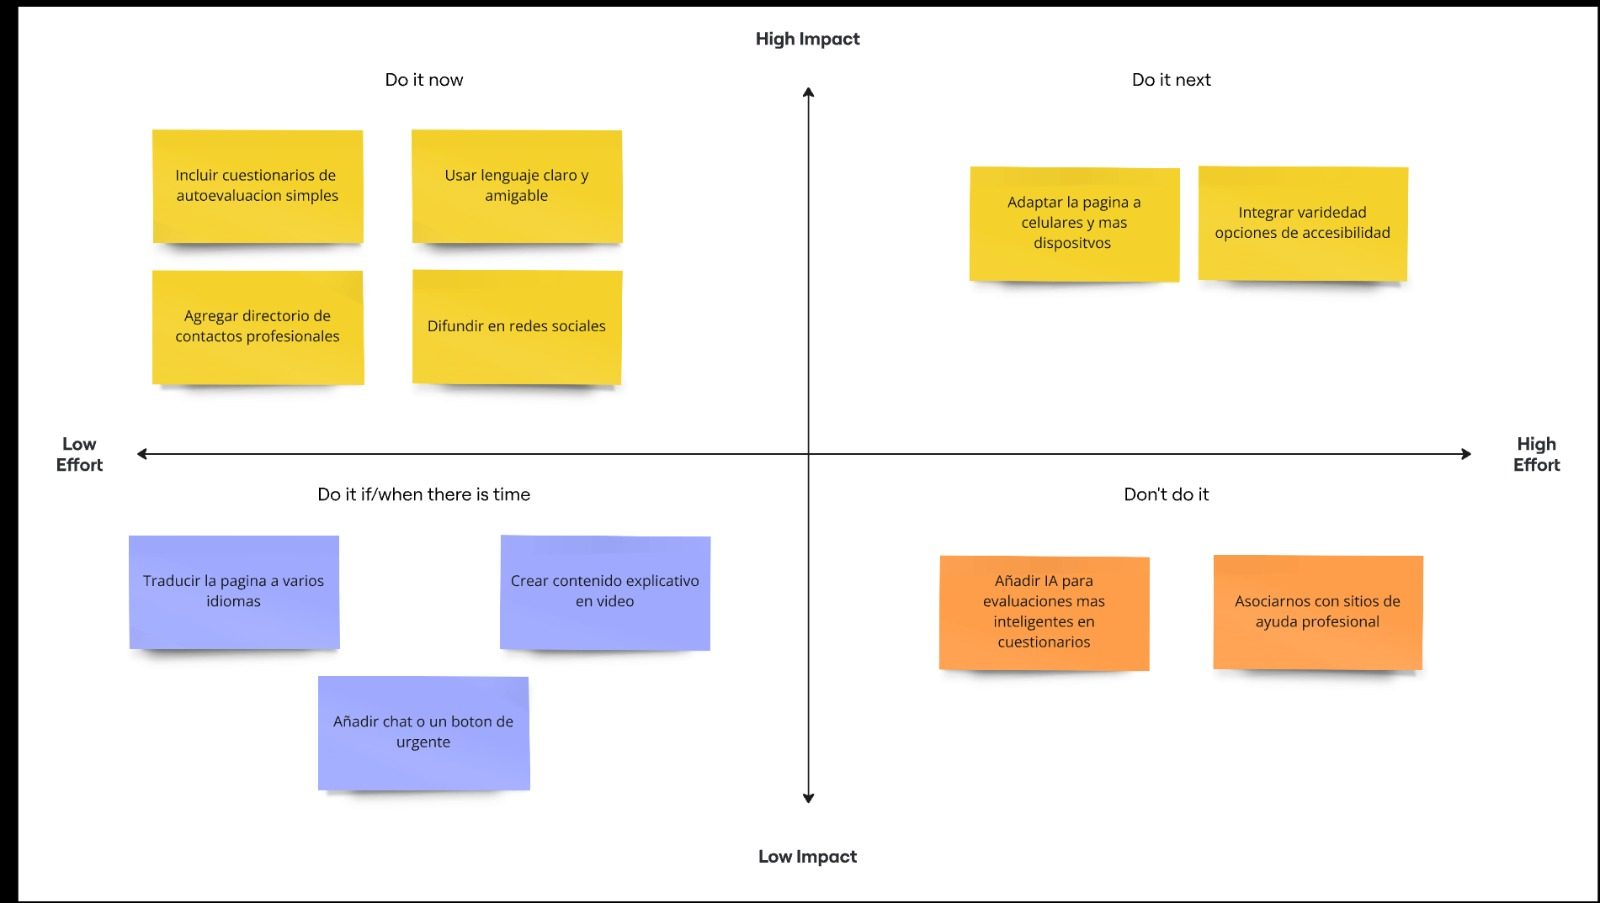 High Impact
Do it now
Do it next
Incluir cuestionarios de
autoevaluacion simples
Usar lenguaje claro y
amigable
Adaptar la pagina a
celulares y mas
dispositvos
Integrar varidedad
opciones de accesibilidad
Agregar directorio de
contactos profesionales
Difundir en redes sociales
Low
Effort
High
Effort
Do it if/when there is time
Don't do it
Traducir la pagina a varios
idiomas
Crear contenido explicativo
en video
Añadir IA para
evaluaciones mas
inteligentes en
cuestionarios
Asociarnos con sitios de
ayuda profesional
Añadir chat o un boton de
urgente
Low Impact